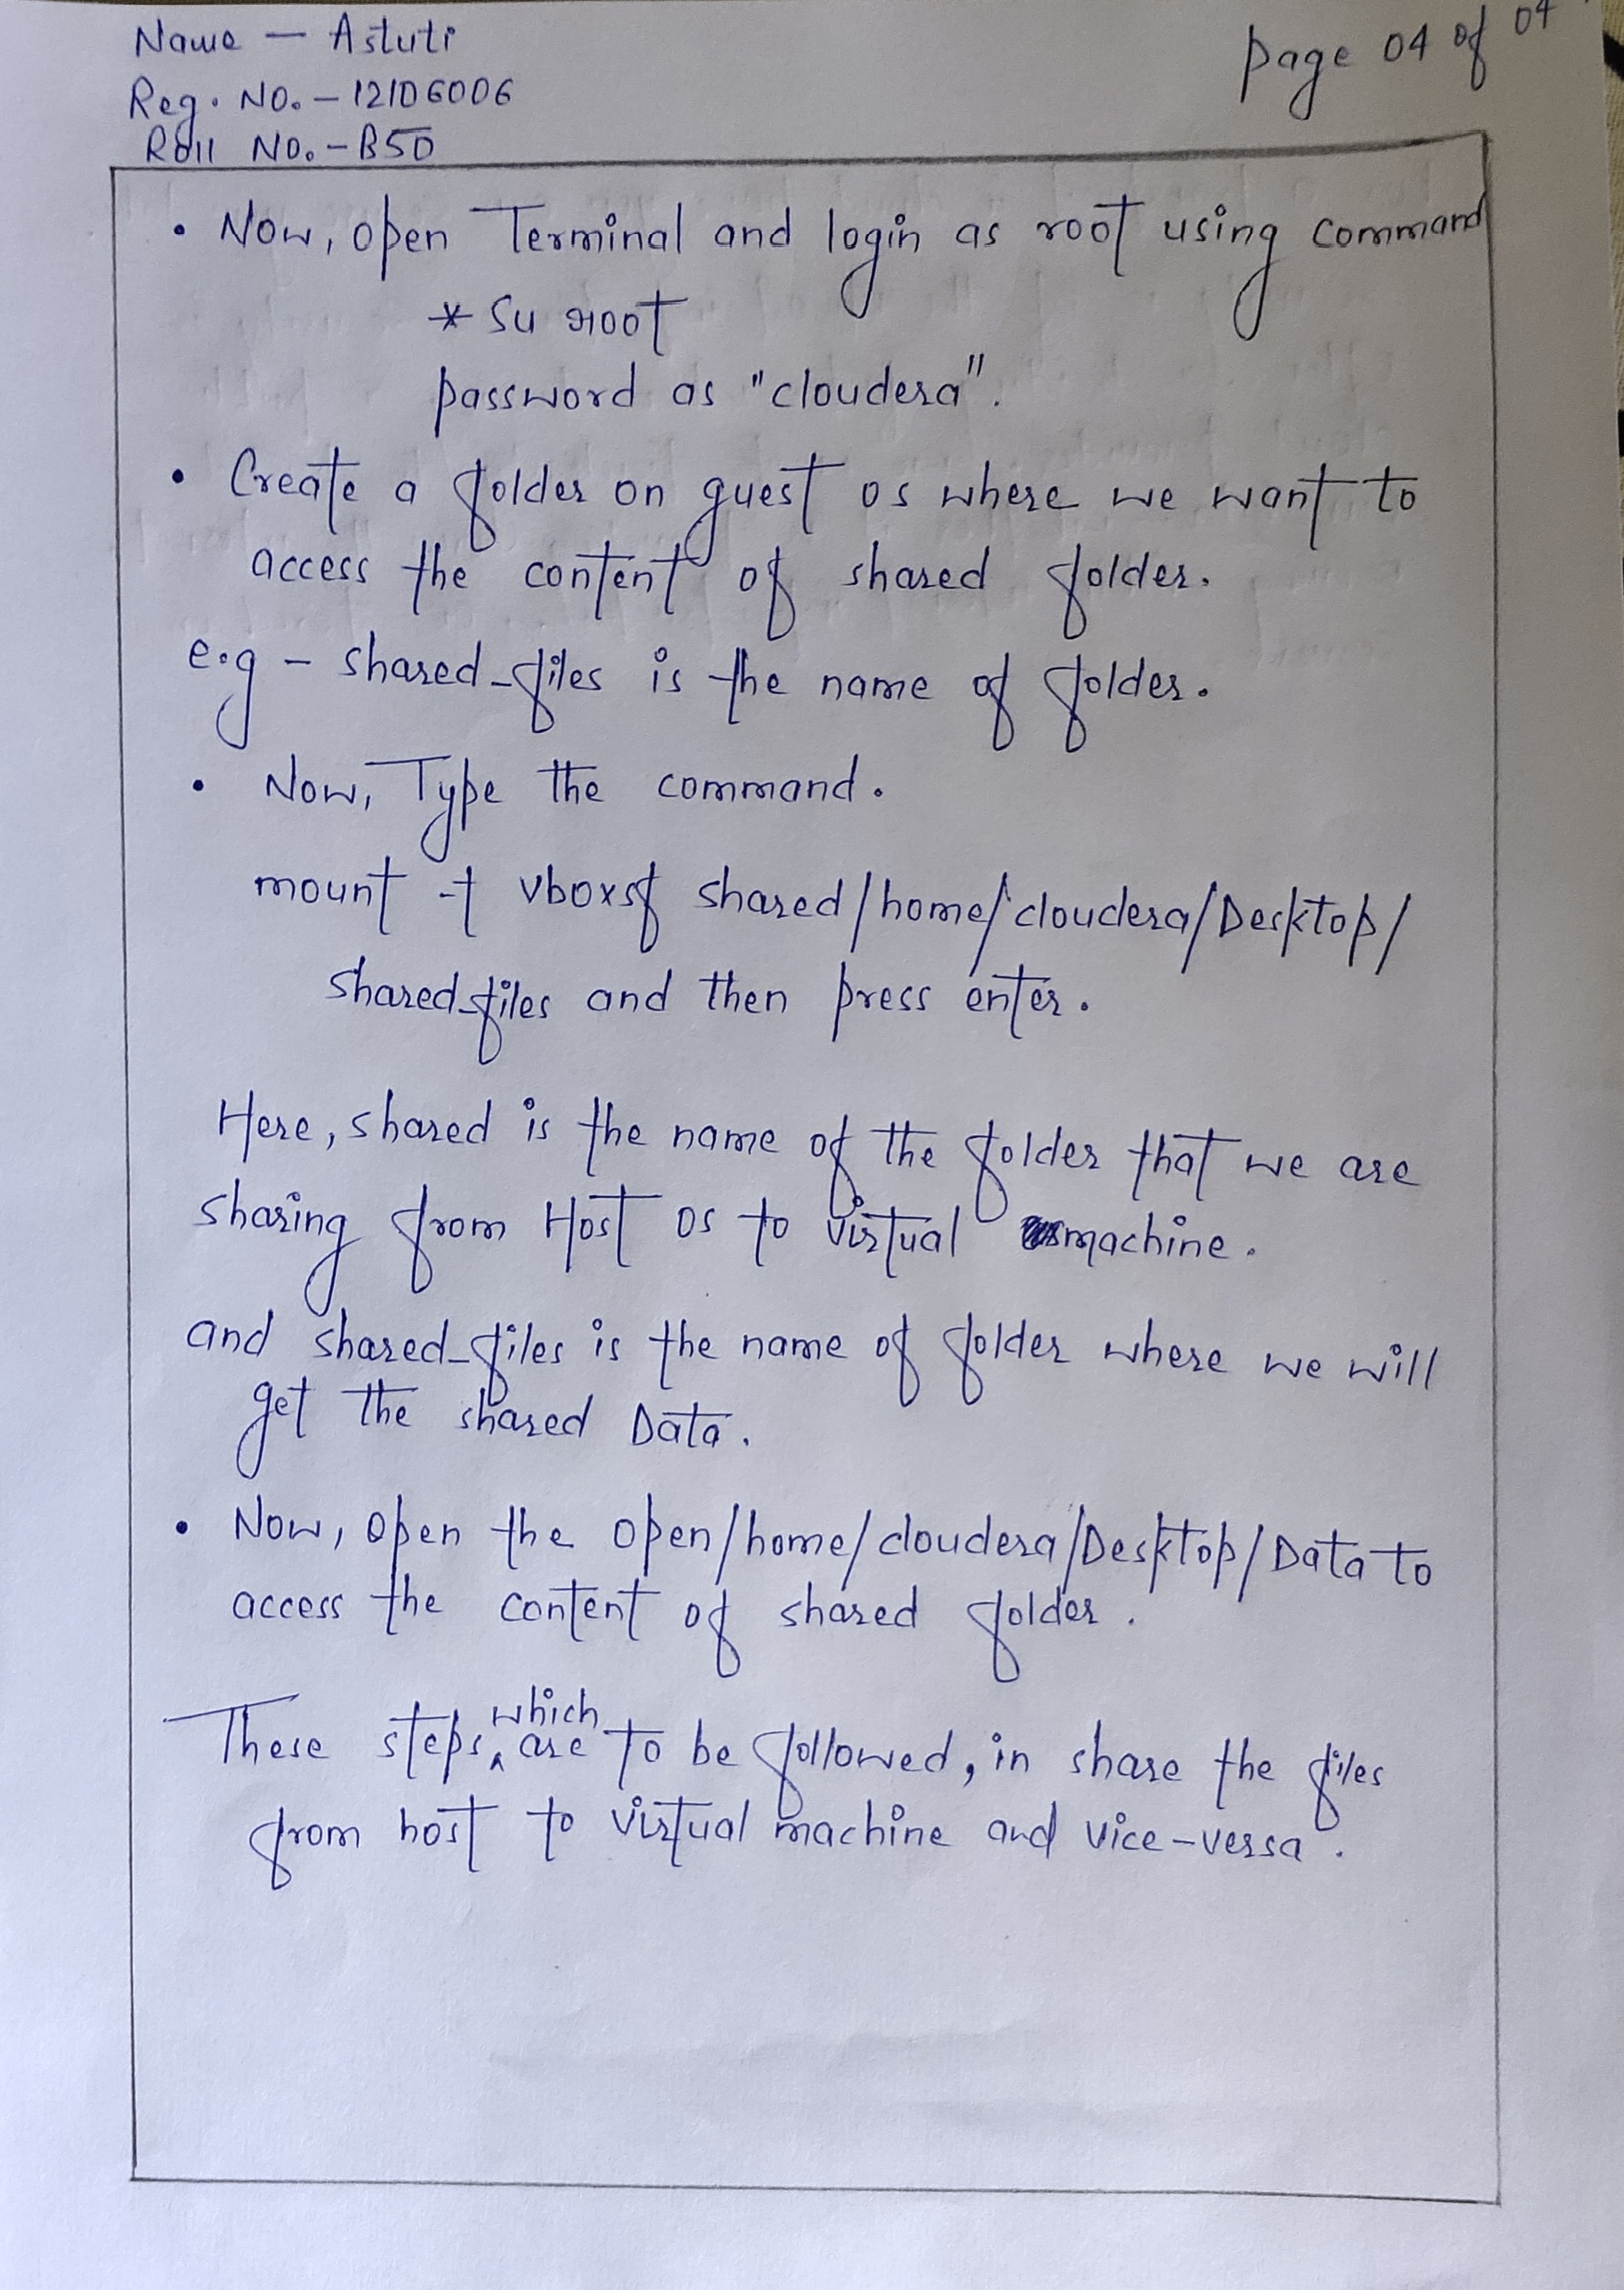 Name - Astuti
Page 04 of 04
Reg. No. - 12106006
Roll No. - B50
• Now, open Terminal and login as root using command
* su root
password as "cloudera".
• Create a folder on guest os where we want to
access the content of shared folder.
e.g - shared_files is the name of folder.
• Now, Type the command.
mount -t vboxsf shared/home/cloudera/Desktop/
shared_files and then press enter.
Here, shared is the name of the folder that we are
sharing from Host os to virtual machine.
and shared_files is the name of folder where we will
get the shared Data.
• Now, open the open/home/cloudera/Desktop/Data to
access the content of shared folder.
These steps which are to be followed, in share the files
from host to virtual machine and vice-versa.